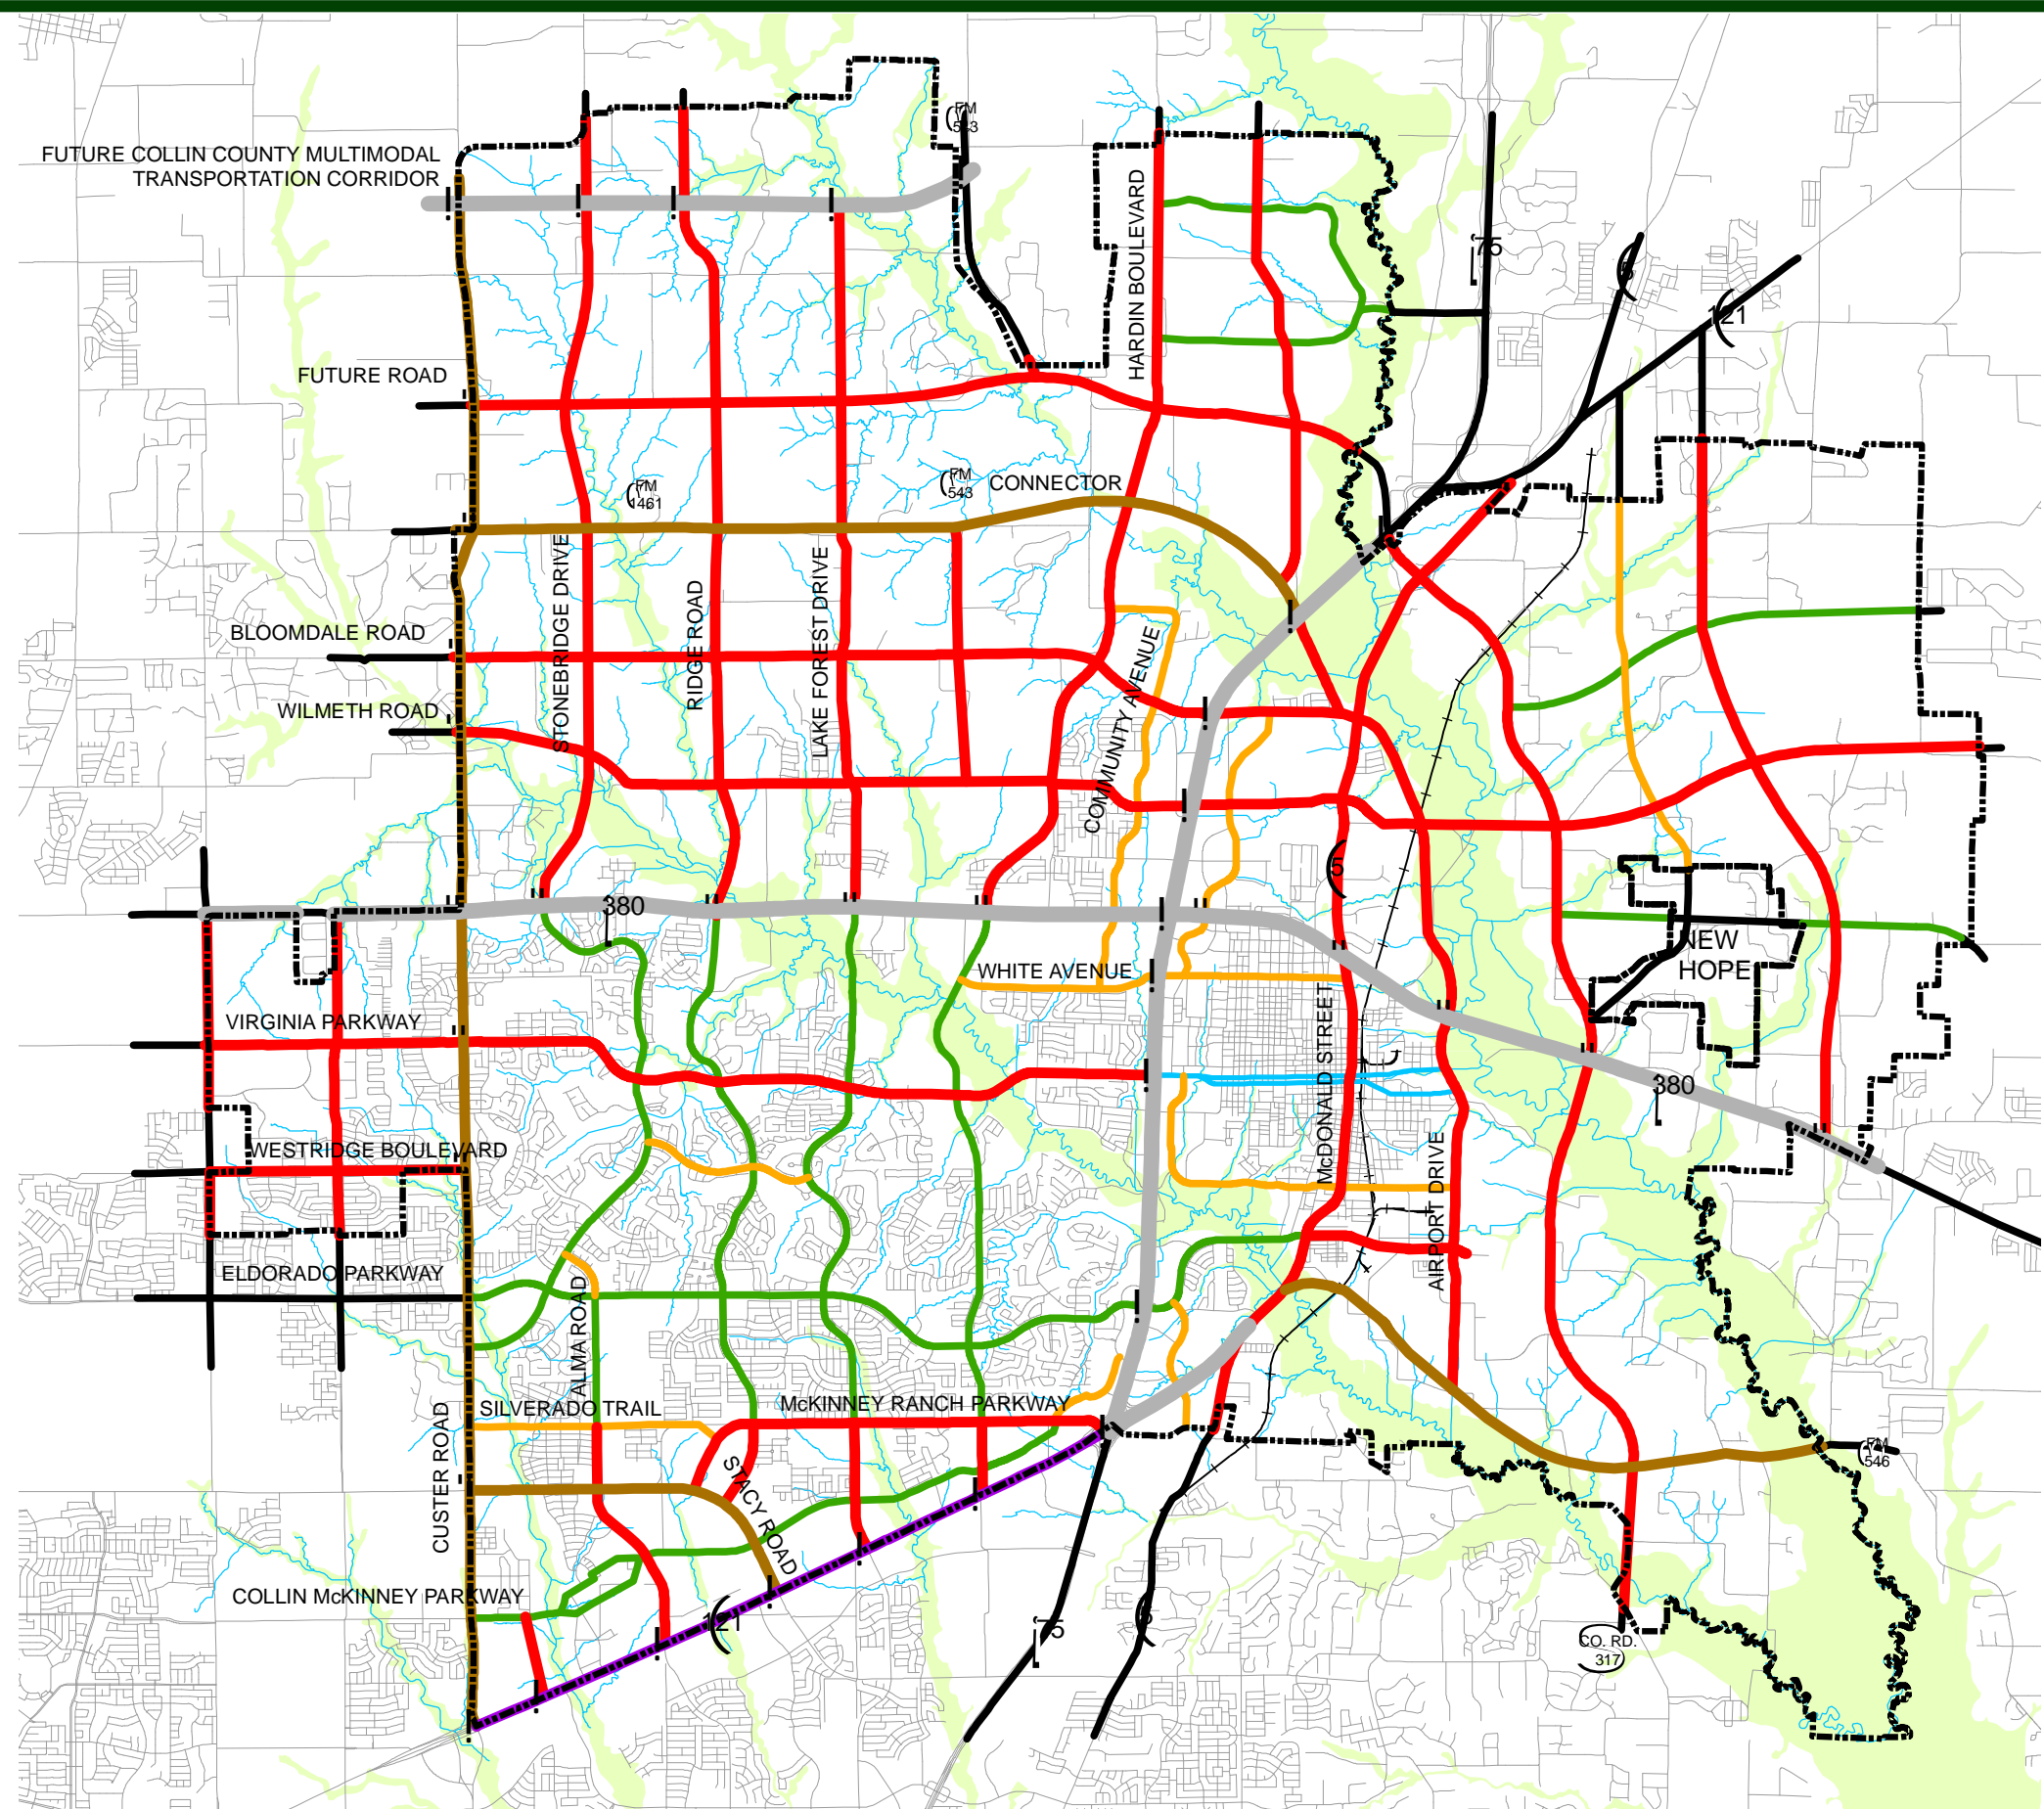 FM
543
FUTURE COLLIN COUNTY MULTIMODAL
TRANSPORTATION CORRIDOR
HARDIN BOULEVARD
75
5
121
FUTURE ROAD
FM
1461
FM
543
CONNECTOR
STONEBRIDGE DRIVE
RIDGE ROAD
LAKE FOREST DRIVE
COMMUNITY AVENUE
BLOOMDALE ROAD
WILMETH ROAD
5
380
NEW
HOPE
WHITE AVENUE
VIRGINIA PARKWAY
McDONALD STREET
380
WESTRIDGE BOULEVARD
AIRPORT DRIVE
ELDORADO PARKWAY
ALMA ROAD
SILVERADO TRAIL
McKINNEY RANCH PARKWAY
CUSTER ROAD
STACY ROAD
FM
546
COLLIN McKINNEY PARKWAY
121
75
5
CO. RD.
317